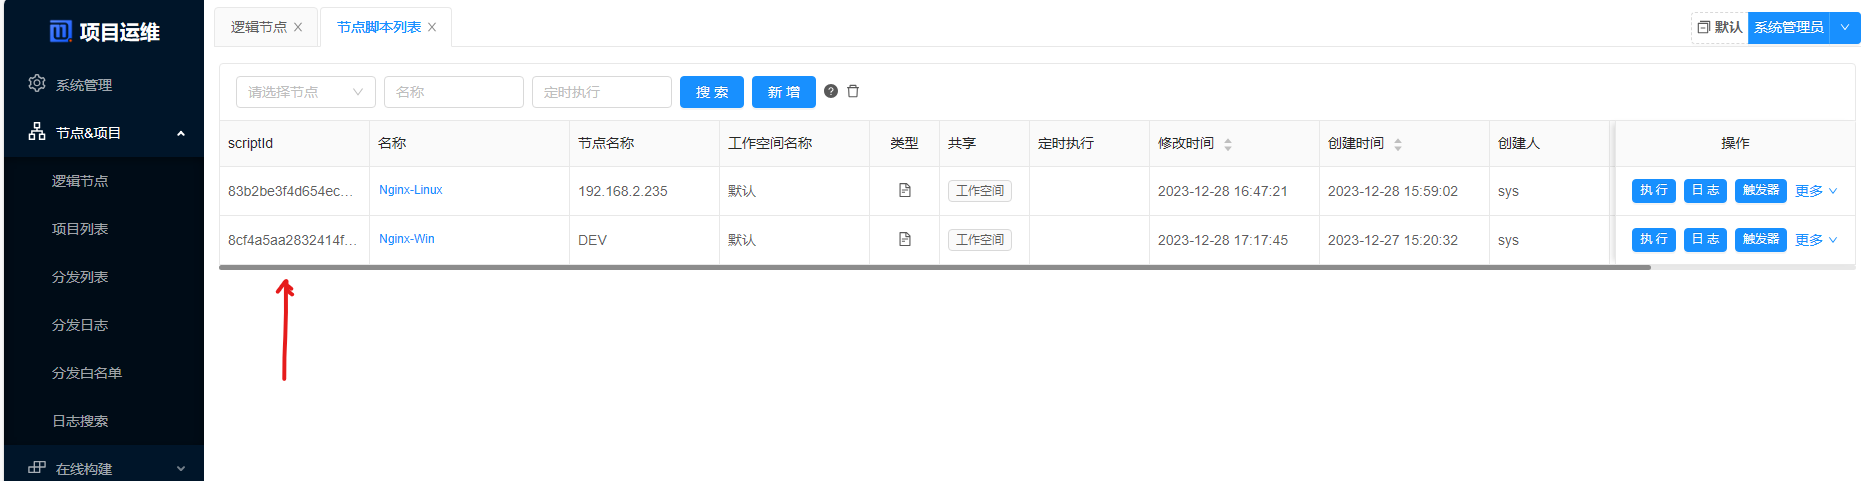 项目运维
系统管理
节点&项目
逻辑节点
项目列表
分发列表
分发日志
分发白名单
日志搜索
在线构建
逻辑节点 节点脚本列表
默认 系统管理员
请选择节点 名称 定时执行 搜 索 新 增
scriptId 名称 节点名称 工作空间名称 类型 共享 定时执行 修改时间 创建时间 创建人 操作
83b2be3f4d654ec... Nginx-Linux 192.168.2.235 默认 工作空间 2023-12-28 16:47:21 2023-12-28 15:59:02 sys 执 行 日 志 触发器 更多
8cf4a5aa2832414f... Nginx-Win DEV 默认 工作空间 2023-12-28 17:17:45 2023-12-27 15:20:32 sys 执 行 日 志 触发器 更多